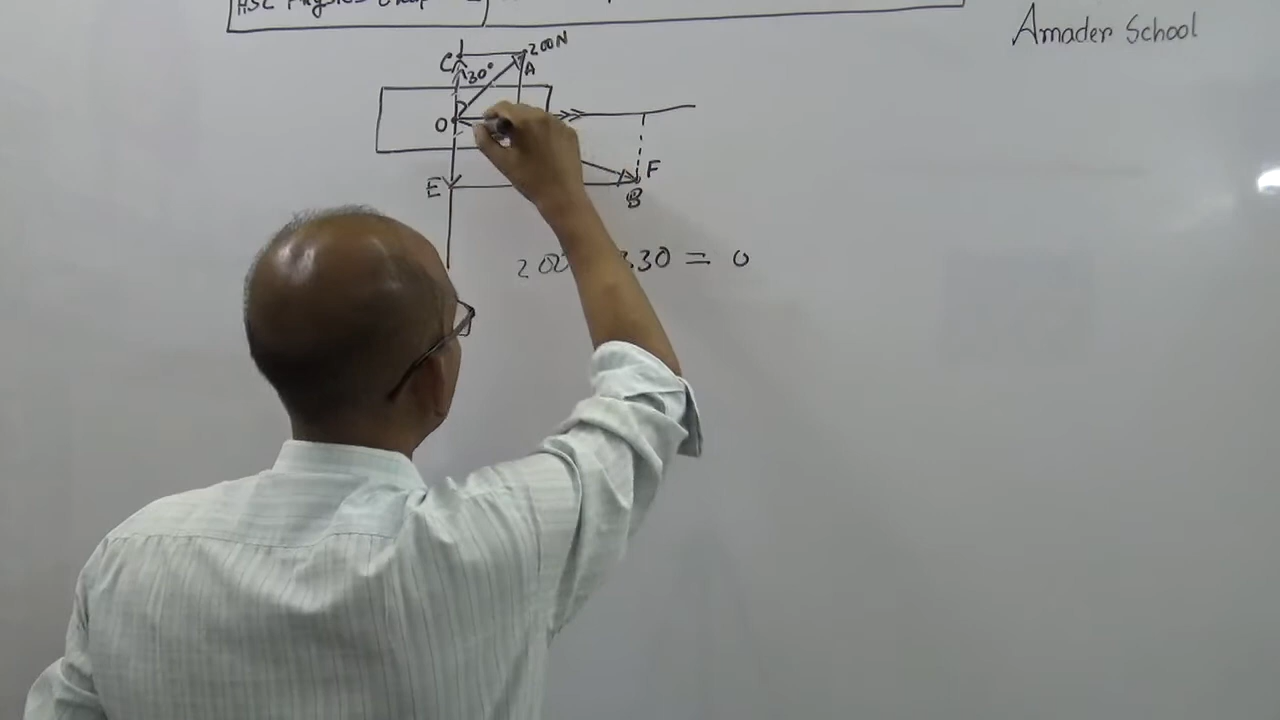 HSC Physics
Amader School
C 30° 200N
A
O
E F
B
200 30 = 0